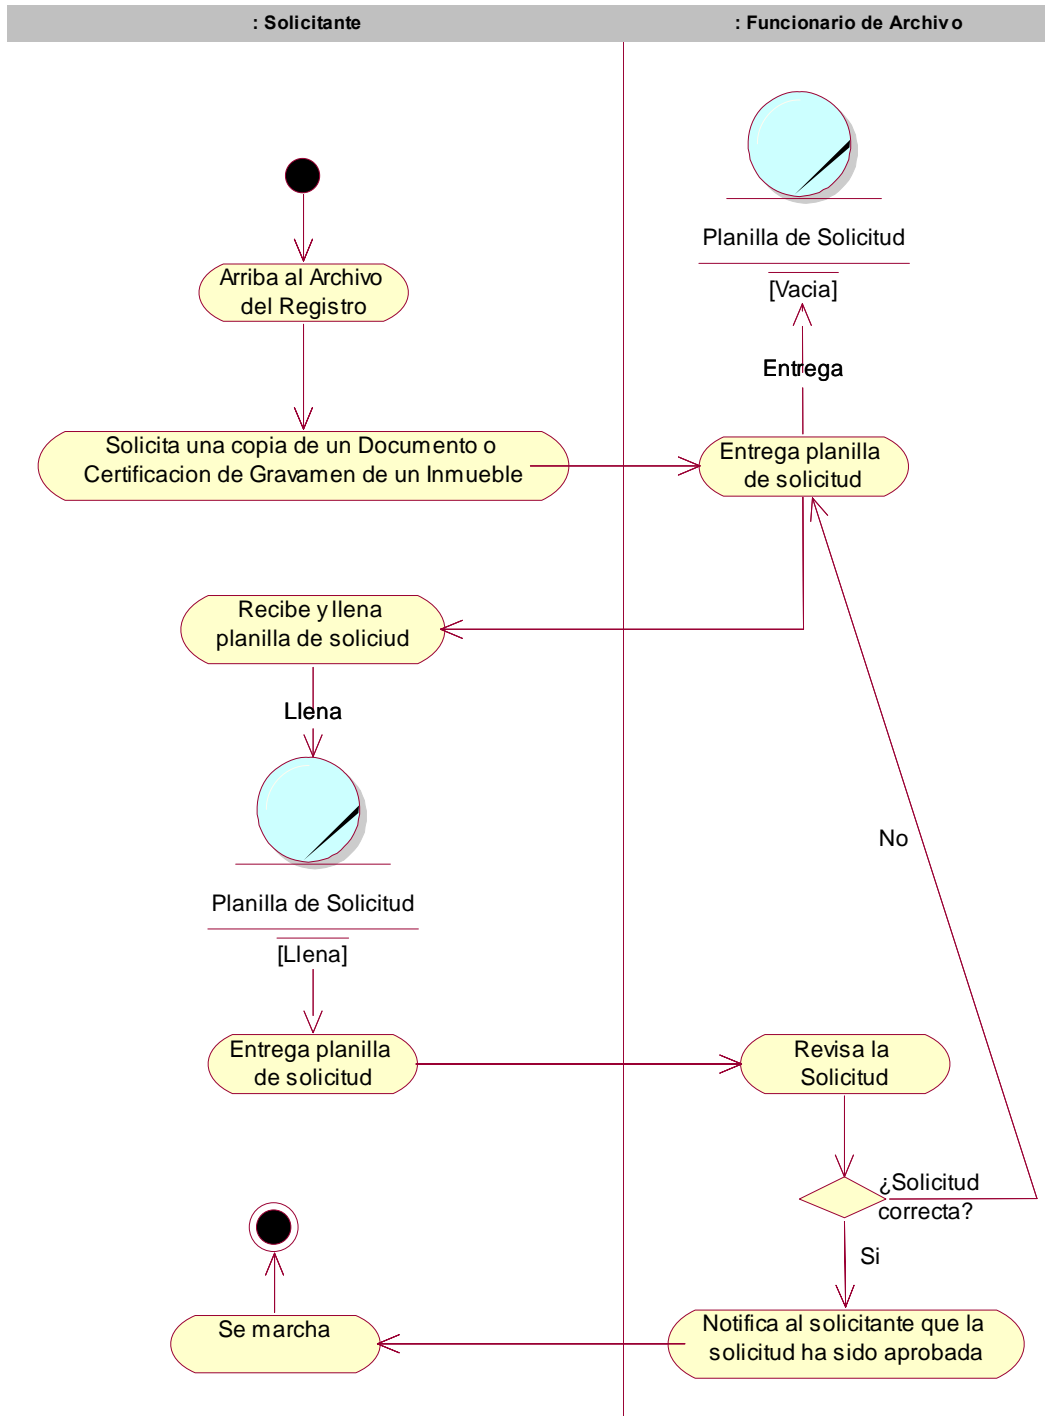 : Solicitante
: Funcionario de Archivo
Planilla de Solicitud
[Vacia]
Arriba al Archivo
del Registro
Entrega
Solicita una copia de un Documento o
Certificacion de Gravamen de un Inmueble
Entrega planilla
de solicitud
Recibe y llena
planilla de soliciud
Llena
No
Planilla de Solicitud
[Llena]
Entrega planilla
de solicitud
Revisa la
Solicitud
¿Solicitud
correcta?
Si
Se marcha
Notifica al solicitante que la
solicitud ha sido aprobada